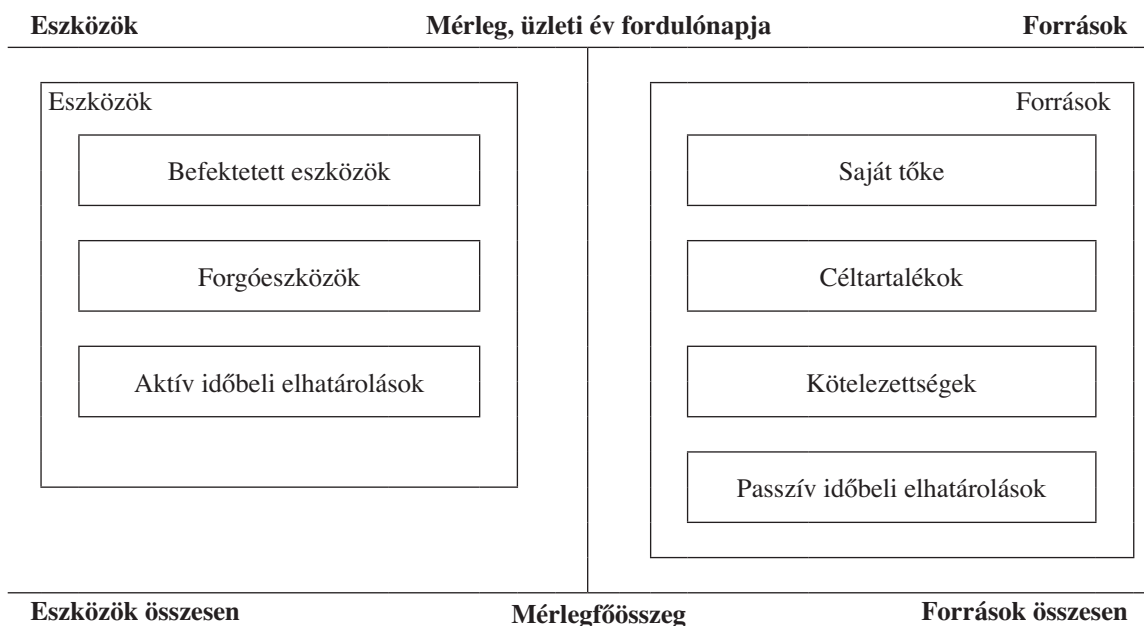 Eszközök Mérleg, üzleti év fordulónapja Források
Eszközök
Befektetett eszközök
Forgóeszközök
Aktív időbeli elhatárolások
Források
Saját tőke
Céltartalékok
Kötelezettségek
Passzív időbeli elhatárolások
Eszközök összesen Mérlegfőösszeg Források összesen